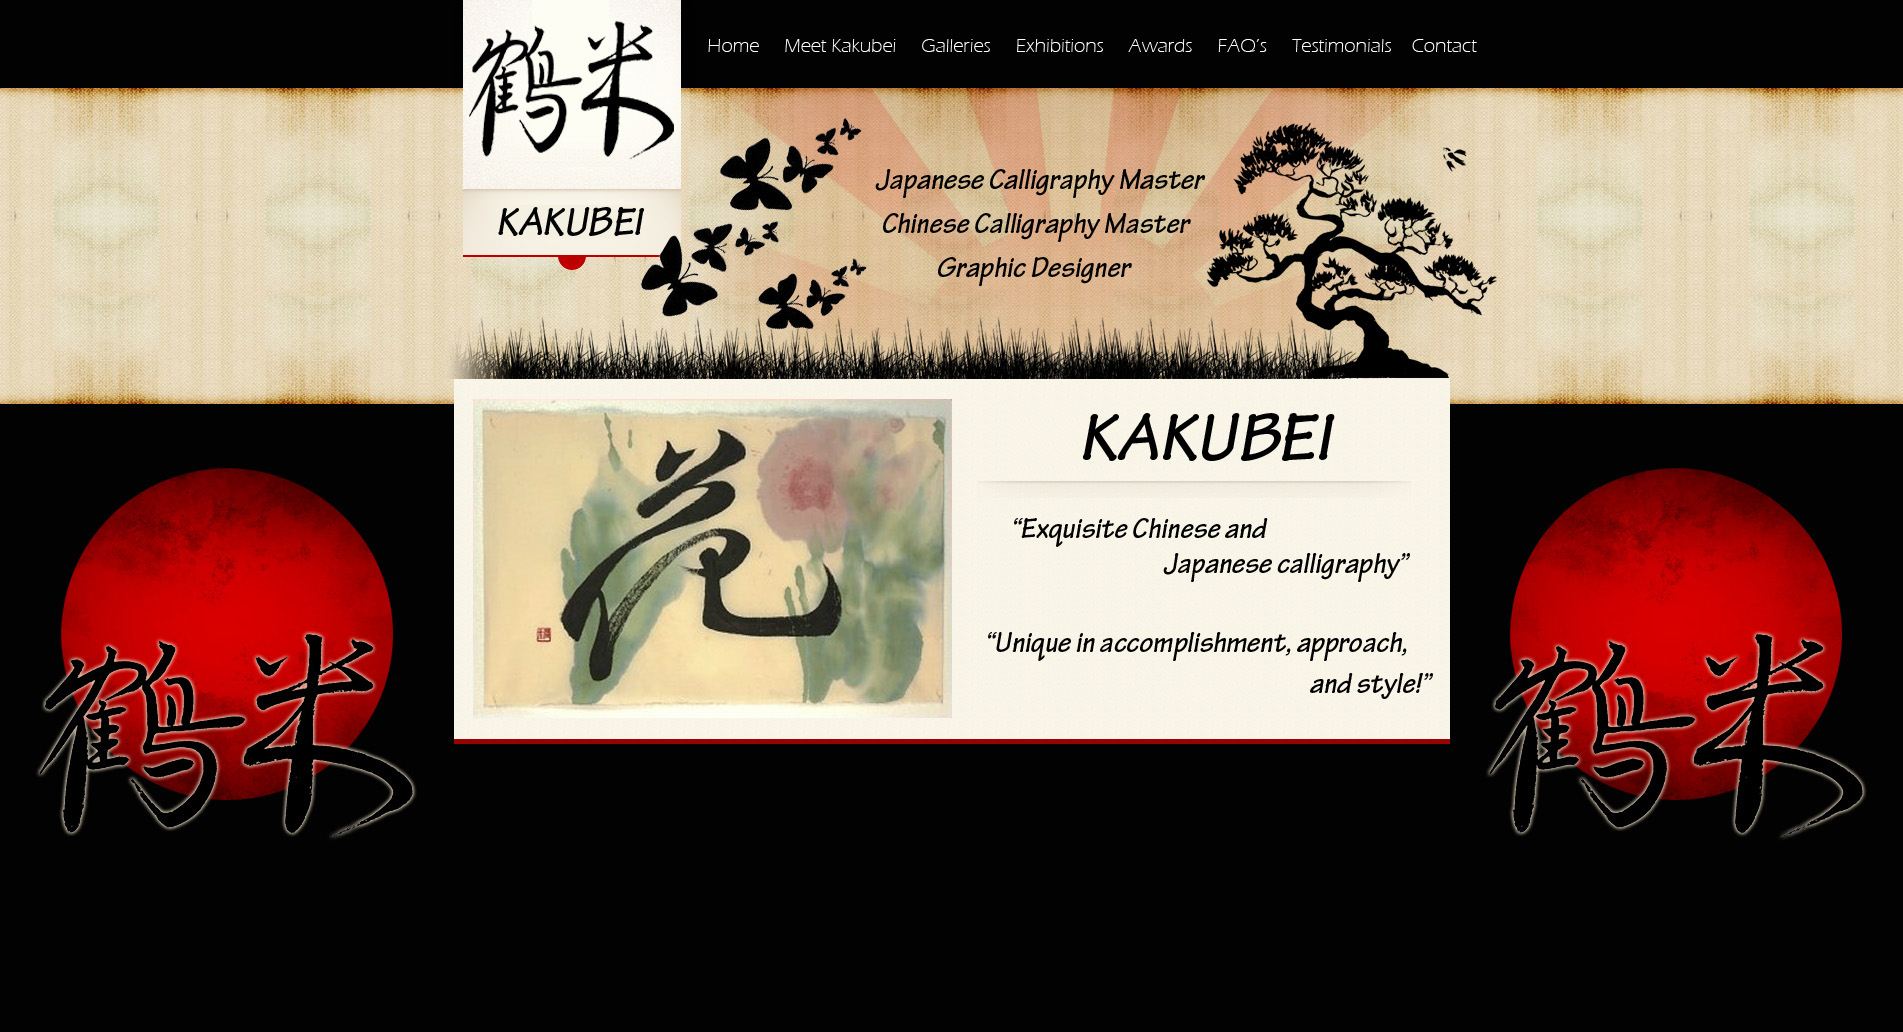 鶴米
Home Meet Kakubei Galleries Exhibitions Awards FAQ's Testimonials Contact
KAKUBEI
Japanese Calligraphy Master
Chinese Calligraphy Master
Graphic Designer
花
KAKUBEI
“Exquisite Chinese and
Japanese calligraphy”
“Unique in accomplishment, approach,
and style!”
鶴米
鶴米